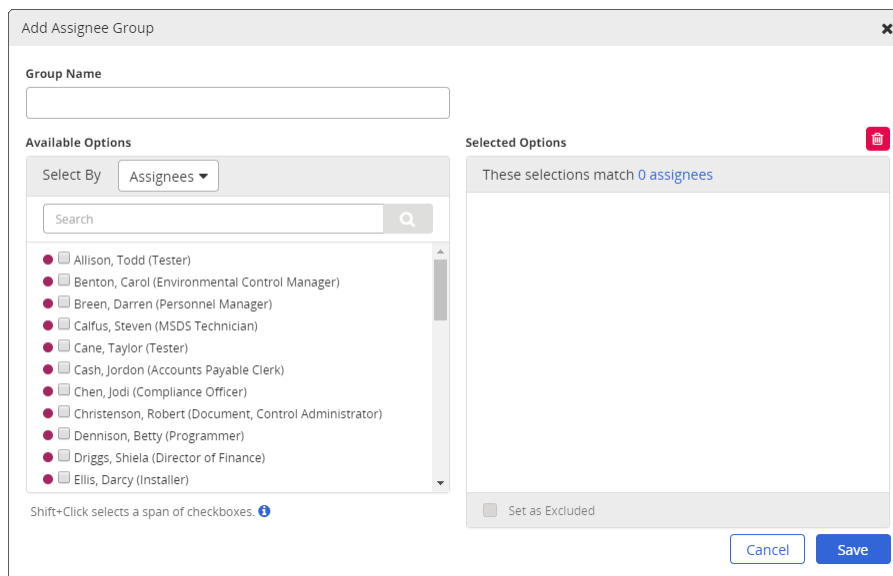 Add Assignee Group
Group Name
Available Options
Select By Assignees
Search
Allison, Todd (Tester)
Benton, Carol (Environmental Control Manager)
Breen, Darren (Personnel Manager)
Calfus, Steven (MSDS Technician)
Cane, Taylor (Tester)
Cash, Jordon (Accounts Payable Clerk)
Chen, Jodi (Compliance Officer)
Christenson, Robert (Document, Control Administrator)
Dennison, Betty (Programmer)
Driggs, Shiela (Director of Finance)
Ellis, Darcy (Installer)
Shift+Click selects a span of checkboxes.
Selected Options
These selections match 0 assignees
Set as Excluded
Cancel
Save